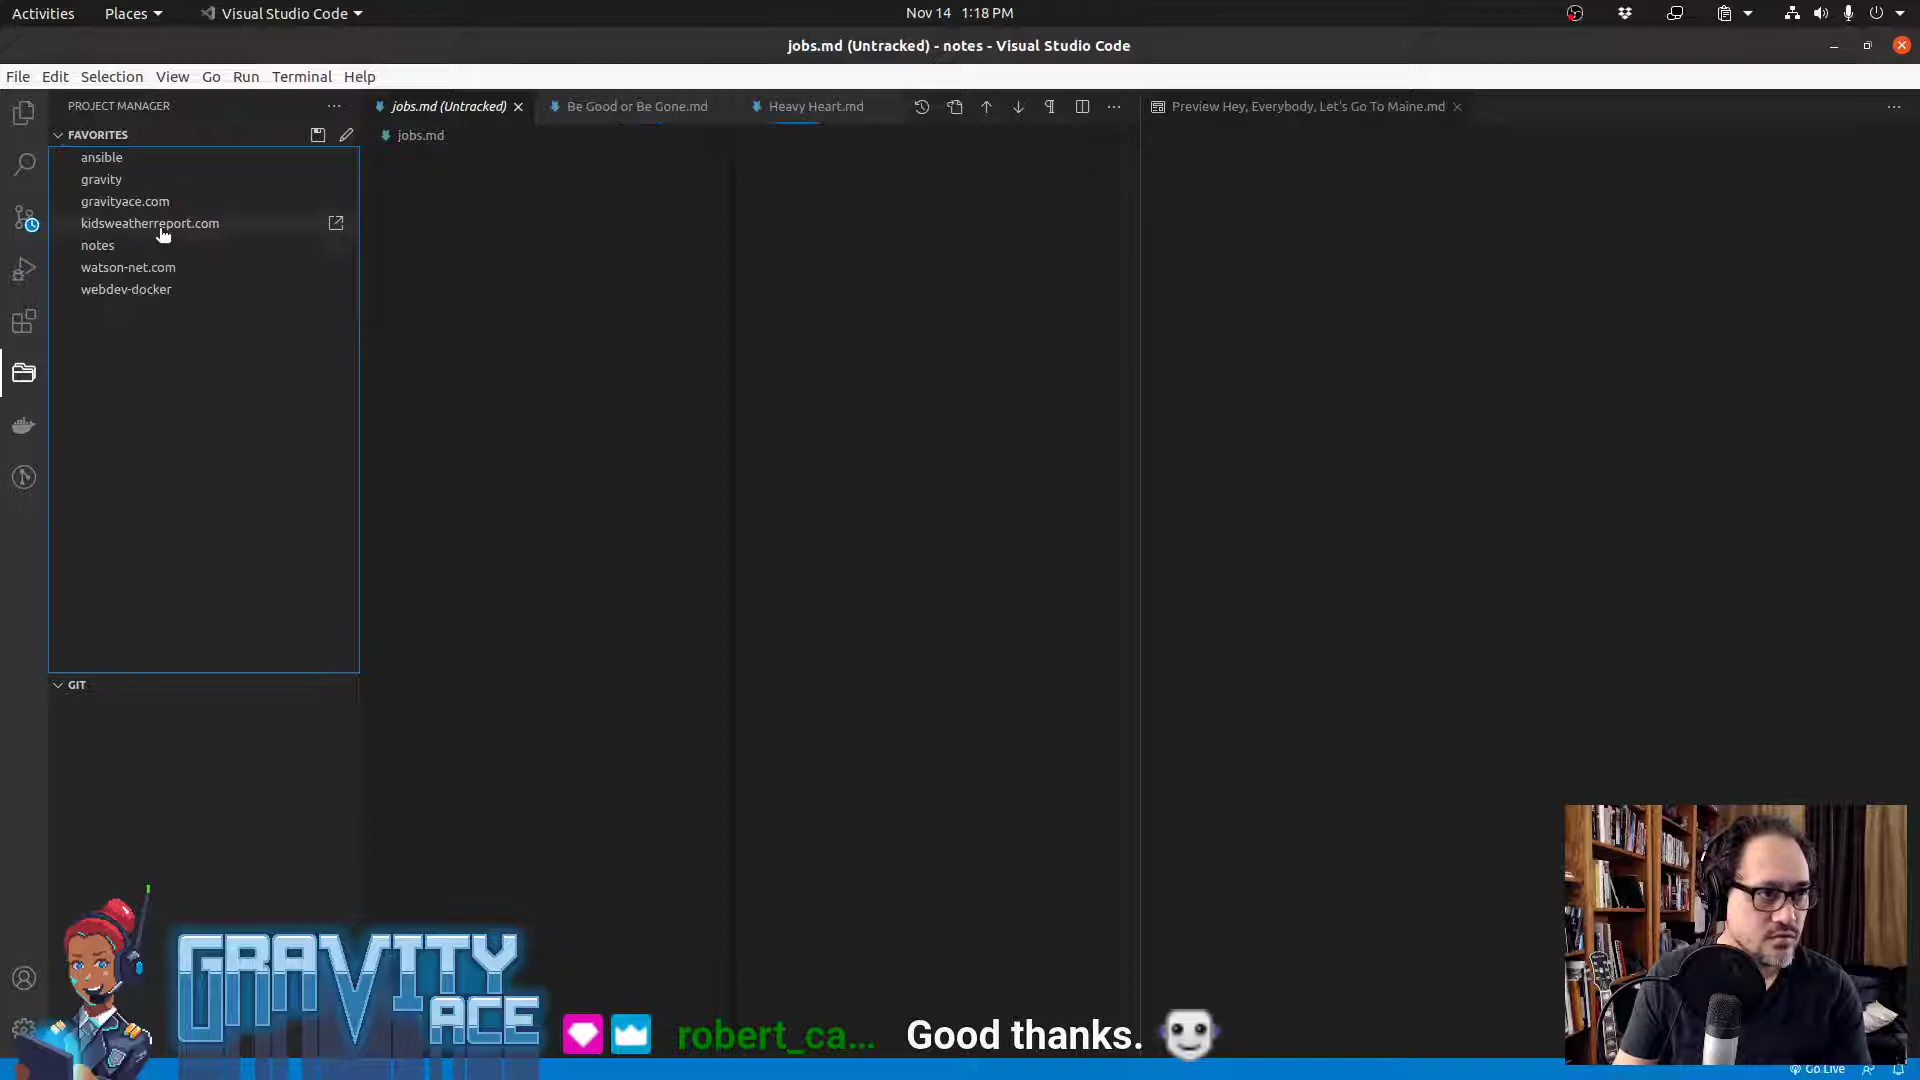 Activities Places Visual Studio Code Nov 14 1:18 PM
jobs.md (Untracked) - notes - Visual Studio Code
File Edit Selection View Go Run Terminal Help
PROJECT MANAGER
jobs.md (Untracked) Be Good or Be Gone.md Heavy Heart.md
Preview Hey, Everybody, Let's Go To Maine.md
FAVORITES
jobs.md
ansible
gravity
gravityace.com
kidsweatherreport.com
notes
watson-net.com
webdev-docker
GIT
GRAVITY
ACE
robert_ca... Good thanks.
Go Live